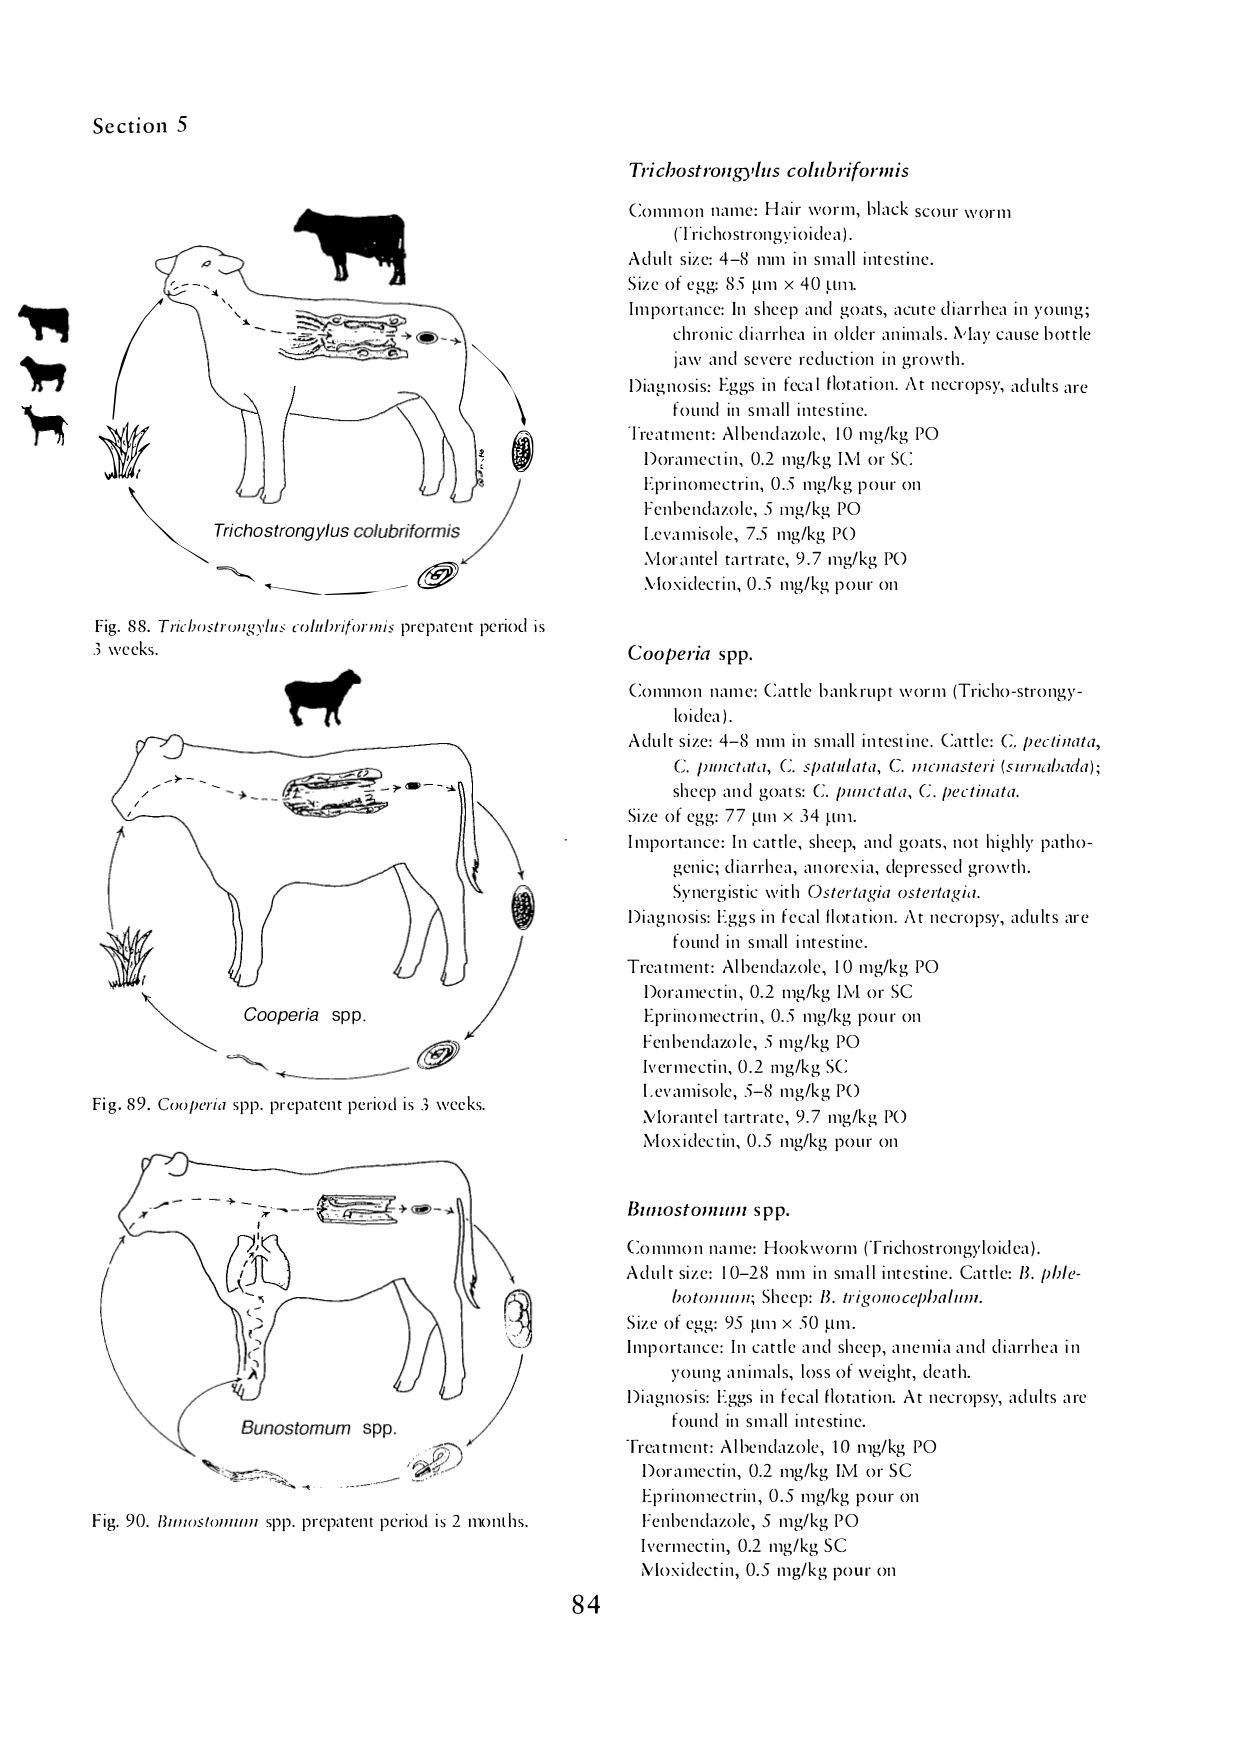 Section 5
Trichostrongylus colubriformis
Fig. 88. Trichostrongylus colubriformis prepatent period is
3 weeks.
Cooperia spp.
Fig. 89. Cooperia spp. prepatent period is 3 weeks.
Bunostomum spp.
Fig. 90. Bunostomum spp. prepatent period is 2 months.
Trichostrongylus colubriformis
Common name: Hair worm, black scour worm
(Trichostrongyioidea).
Adult size: 4–8 mm in small intestine.
Size of egg: 85 µm × 40 µm.
Importance: In sheep and goats, acute diarrhea in young;
chronic diarrhea in older animals. May cause bottle
jaw and severe reduction in growth.
Diagnosis: Eggs in fecal flotation. At necropsy, adults are
found in small intestine.
Treatment: Albendazole, 10 mg/kg PO
Doramectin, 0.2 mg/kg IM or SC
Eprinomectrin, 0.5 mg/kg pour on
Fenbendazole, 5 mg/kg PO
Levamisole, 7.5 mg/kg PO
Morantel tartrate, 9.7 mg/kg PO
Moxidectin, 0.5 mg/kg pour on
Cooperia spp.
Common name: Cattle bankrupt worm (Tricho-strongy-
loidea).
Adult size: 4–8 mm in small intestine. Cattle: C. pectinata,
C. punctata, C. spatulata, C. mcmasteri (surnabada);
sheep and goats: C. punctata, C. pectinata.
Size of egg: 77 µm × 34 µm.
Importance: In cattle, sheep, and goats, not highly patho-
genic; diarrhea, anorexia, depressed growth.
Synergistic with Ostertagia ostertagia.
Diagnosis: Eggs in fecal flotation. At necropsy, adults are
found in small intestine.
Treatment: Albendazole, 10 mg/kg PO
Doramectin, 0.2 mg/kg IM or SC
Eprinomectrin, 0.5 mg/kg pour on
Fenbendazole, 5 mg/kg PO
Ivermectin, 0.2 mg/kg SC
Levamisole, 5–8 mg/kg PO
Morantel tartrate, 9.7 mg/kg PO
Moxidectin, 0.5 mg/kg pour on
Bunostomum spp.
Common name: Hookworm (Trichostrongyloidea).
Adult size: 10–28 mm in small intestine. Cattle: B. phle-
botomum; Sheep: B. trigonocephalum.
Size of egg: 95 µm × 50 µm.
Importance: In cattle and sheep, anemia and diarrhea in
young animals, loss of weight, death.
Diagnosis: Eggs in fecal flotation. At necropsy, adults are
found in small intestine.
Treatment: Albendazole, 10 mg/kg PO
Doramectin, 0.2 mg/kg IM or SC
Eprinomectrin, 0.5 mg/kg pour on
Fenbendazole, 5 mg/kg PO
Ivermectin, 0.2 mg/kg SC
Moxidectin, 0.5 mg/kg pour on
84